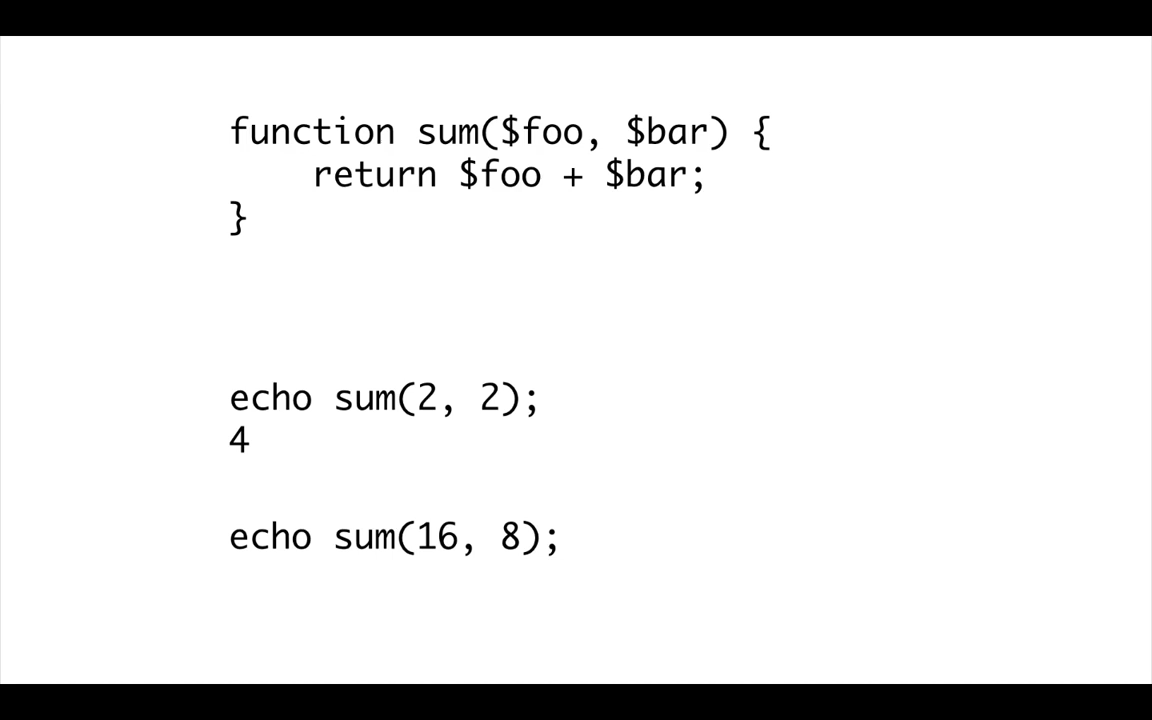 function sum($foo, $bar) {
    return $foo + $bar;
}
echo sum(2, 2);
4
echo sum(16, 8);